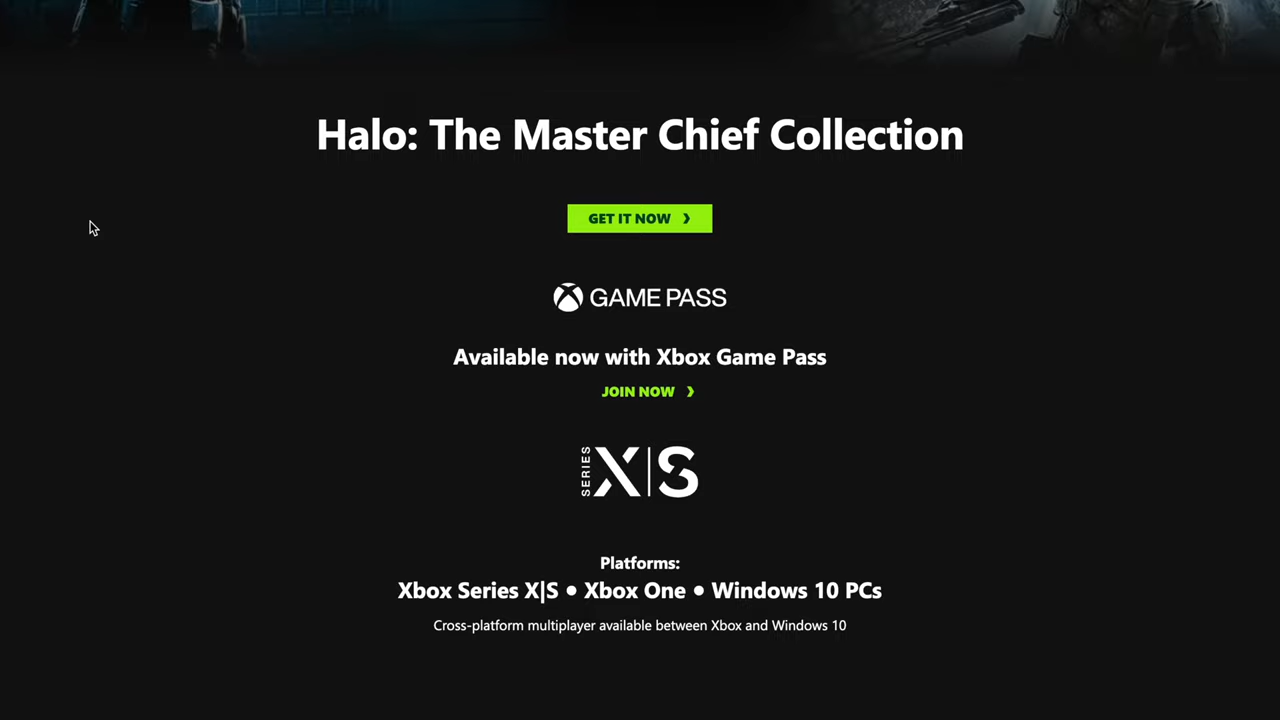 Halo: The Master Chief Collection
GET IT NOW ❯
GAME PASS
Available now with Xbox Game Pass
JOIN NOW ❯
SERIES X|S
Platforms:
Xbox Series X|S • Xbox One • Windows 10 PCs
Cross-platform multiplayer available between Xbox and Windows 10